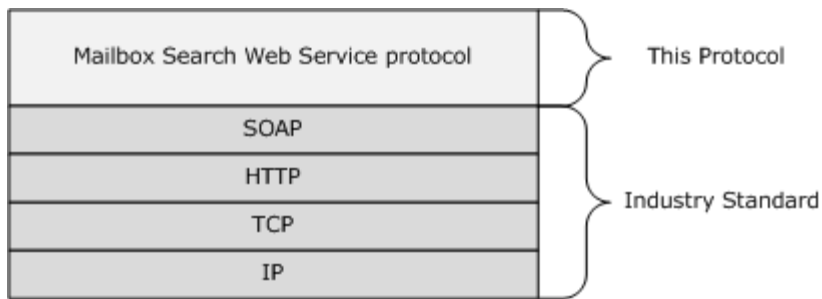 Mailbox Search Web Service protocol
This Protocol
SOAP
HTTP
Industry Standard
TCP
IP